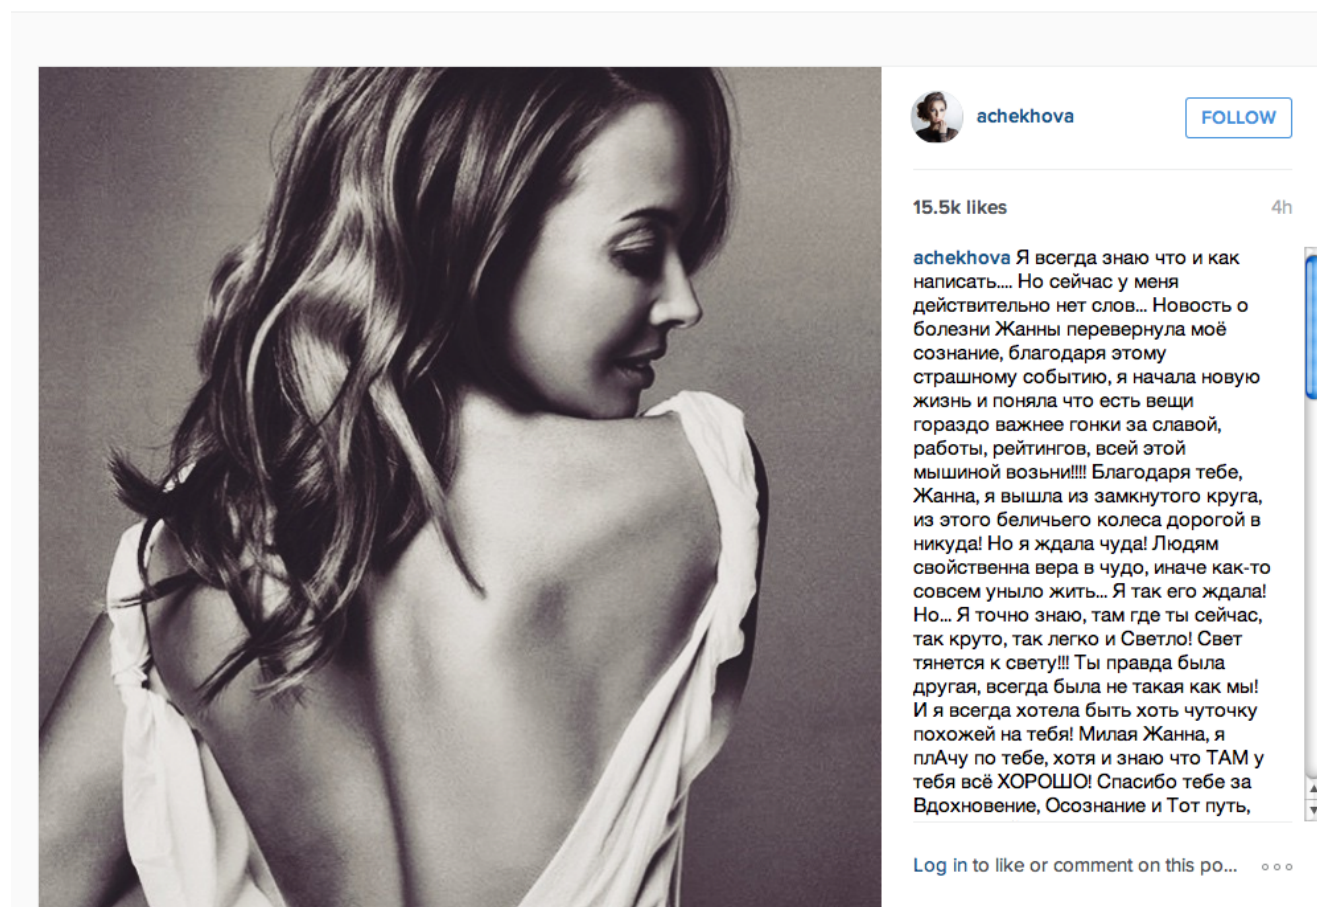 achekhova
FOLLOW
15.5k likes
4h
achekhova Я всегда знаю что и как
написать.... Но сейчас у меня
действительно нет слов... Новость о
болезни Жанны перевернула моё
сознание, благодаря этому
страшному событию, я начала новую
жизнь и поняла что есть вещи
гораздо важнее гонки за славой,
работы, рейтингов, всей этой
мышиной возьни!!!! Благодаря тебе,
Жанна, я вышла из замкнутого круга,
из этого беличьего колеса дорогой в
никуда! Но я ждала чуда! Людям
свойственна вера в чудо, иначе как-то
совсем уныло жить... Я так его ждала!
Но... Я точно знаю, там где ты сейчас,
так круто, так легко и Светло! Свет
тянется к свету!!! Ты правда была
другая, всегда была не такая как мы!
И я всегда хотела быть хоть чуточку
похожей на тебя! Милая Жанна, я
плАчу по тебе, хотя и знаю что ТАМ у
тебя всё ХОРОШО! Спасибо тебе за
Вдохновение, Осознание и Тот путь,
Log in to like or comment on this po...